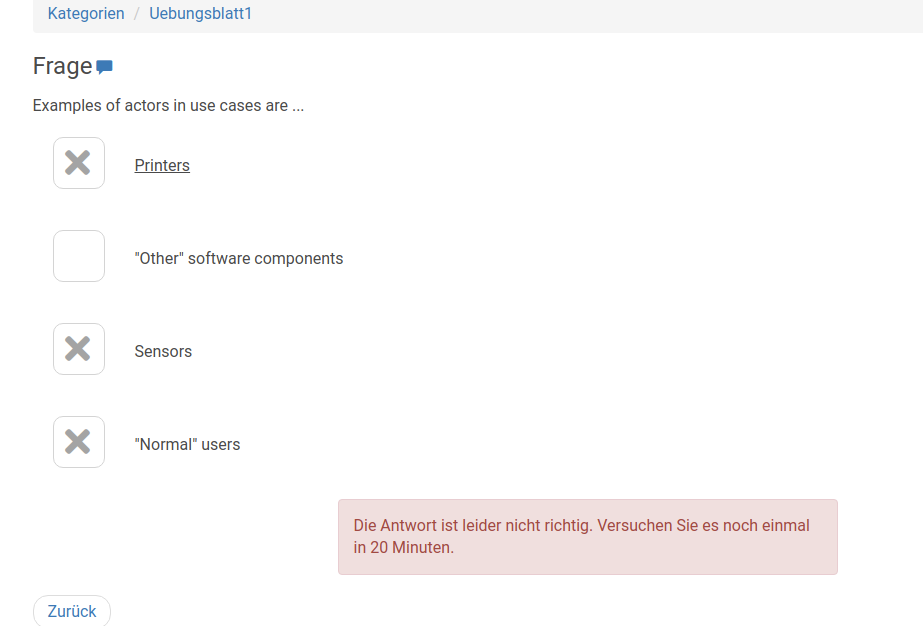 Kategorien / Uebungsblatt1
Frage
Examples of actors in use cases are ...
Printers
"Other" software components
Sensors
"Normal" users
Die Antwort ist leider nicht richtig. Versuchen Sie es noch einmal
in 20 Minuten.
Zurück